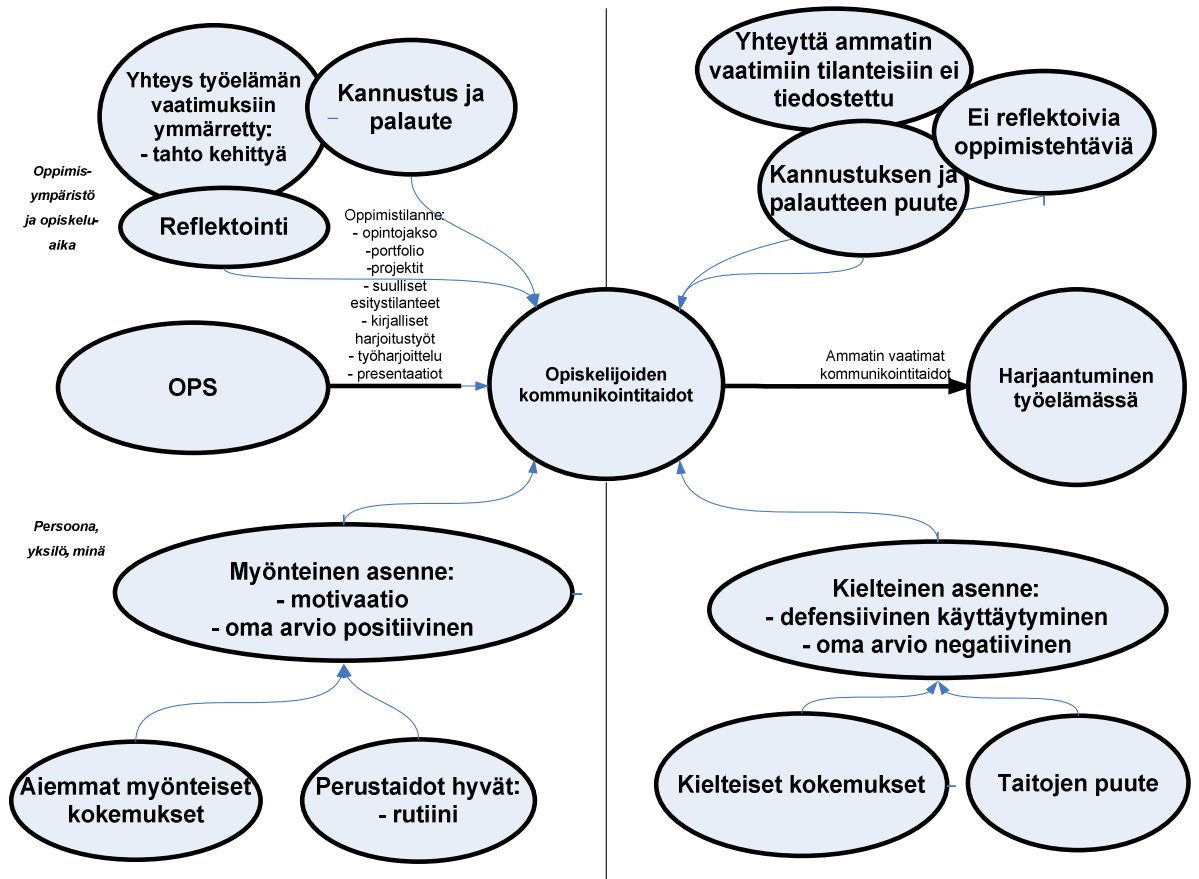 Yhteys työelämän
vaatimuksiin
ymmärretty:
- tahto kehittyä
Kannustus ja
palaute
Reflektointi
Yhteyttä ammatin
vaatimiin tilanteisiin ei
tiedostettu
Ei reflektoivia
oppimistehtäviä
Kannustuksen ja
palautteen puute
Oppimis-
ympäristö
ja opiskelu-
aika
Oppimistilanne:
- opintojakso
-portfolio
-projektit
- suulliset
esitystilanteet
- kirjalliset
harjoitustyöt
- työharjoittelu
- presentaatiot
OPS
Opiskelijoiden
kommunikointitaidot
Ammatin vaatimat
kommunikointitaidot
Harjaantuminen
työelämässä
Persoona,
yksilö, minä
Myönteinen asenne:
- motivaatio
- oma arvio positiivinen
Kielteinen asenne:
- defensiivinen käyttäytyminen
- oma arvio negatiivinen
Aiemmat myönteiset
kokemukset
Perustaidot hyvät:
- rutiini
Kielteiset kokemukset
Taitojen puute